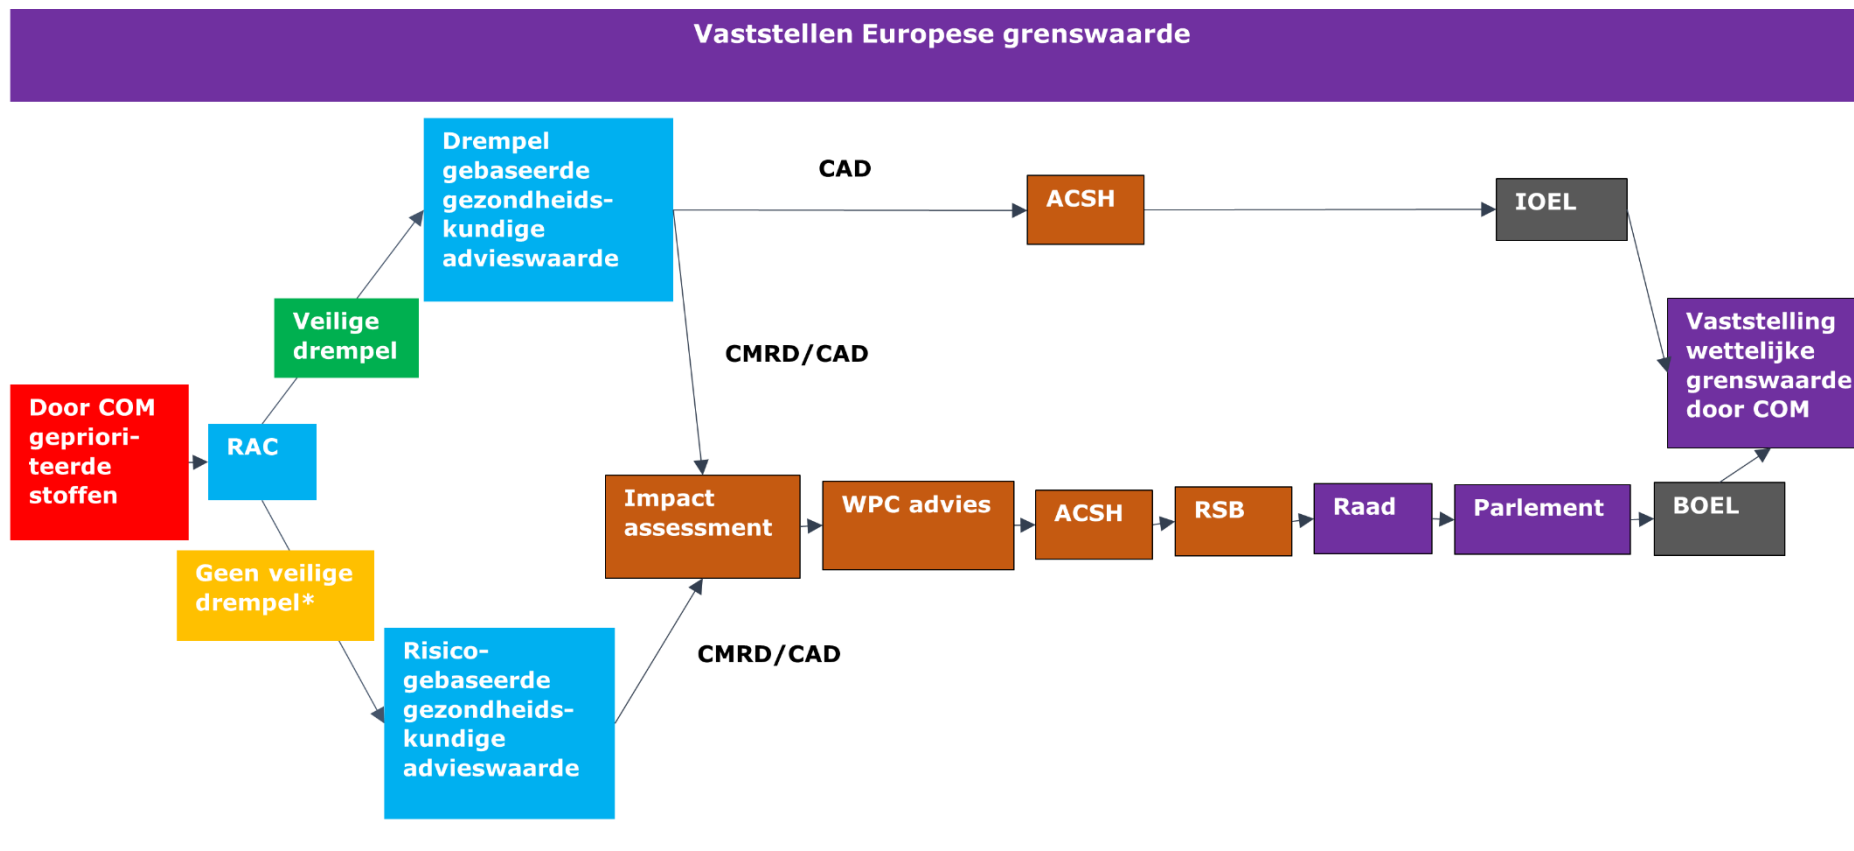 Vaststellen Europese grenswaarde
Drempel
gebaseerde
gezondheids-
kundige
advieswaarde
CAD
ACSH
IOEL
Veilige
drempel
CMRD/CAD
Vaststelling
wettelijke
grenswaarde
door COM
Door COM
gepriori-
teerde
stoffen
RAC
Impact
assessment
WPC advies
ACSH
RSB
Raad
Parlement
BOEL
Geen veilige
drempel*
Risico-
gebaseerde
gezondheids-
kundige
advieswaarde
CMRD/CAD